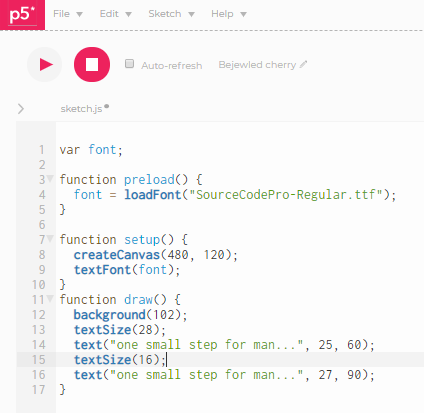 p5* File Edit Sketch Help
Auto-refresh Bejewled cherry
sketch.js
1 var font;
2
3 function preload() {
4   font = loadFont("SourceCodePro-Regular.ttf");
5 }
6
7 function setup() {
8   createCanvas(480, 120);
9   textFont(font);
10 }
11 function draw() {
12   background(102);
13   textSize(28);
14   text("one small step for man...", 25, 60);
15   textSize(16);
16   text("one small step for man...", 27, 90);
17 }